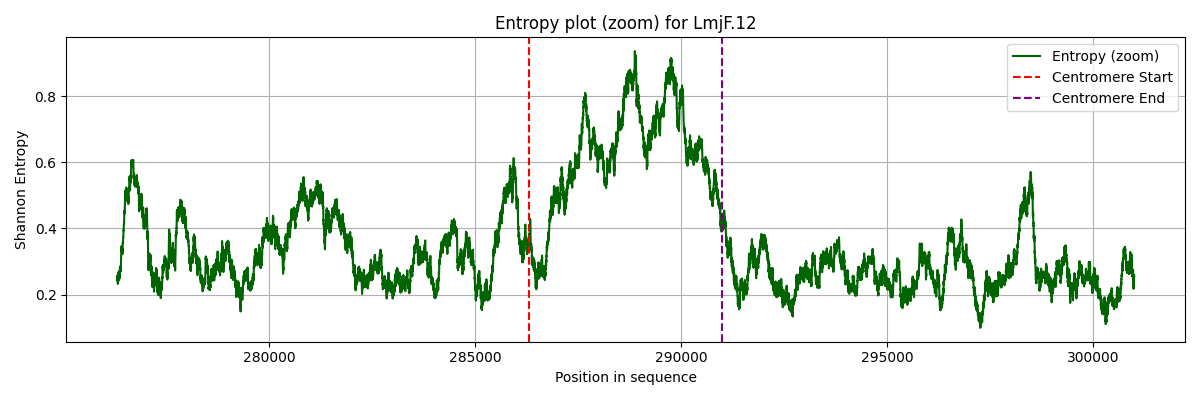 Entropy plot (zoom) for LmjF.12
Entropy (zoom)
Centromere Start
Centromere End
Shannon Entropy
0.8
0.6
0.4
0.2
280000 285000 290000 295000 300000
Position in sequence